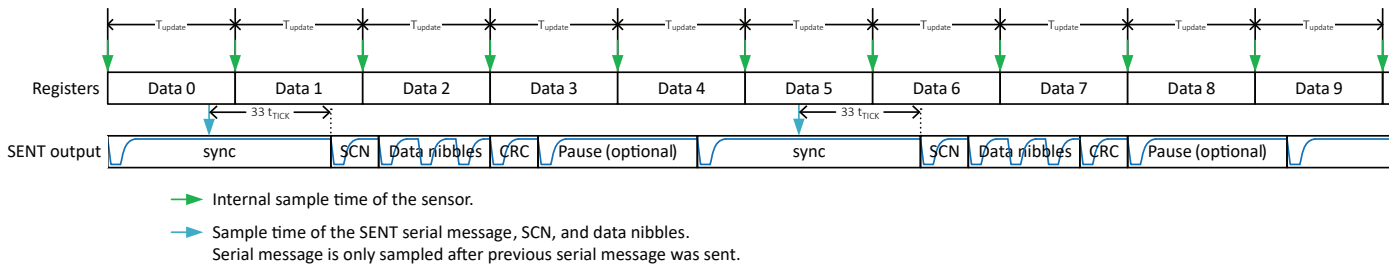 Tupdate Tupdate Tupdate Tupdate Tupdate Tupdate Tupdate Tupdate Tupdate Tupdate
Registers Data 0 Data 1 Data 2 Data 3 Data 4 Data 5 Data 6 Data 7 Data 8 Data 9
33 tTICK 33 tTICK
SENT output sync SCN Data nibbles CRC Pause (optional) sync SCN Data nibbles CRC Pause (optional)
Internal sample time of the sensor.
Sample time of the SENT serial message, SCN, and data nibbles.
Serial message is only sampled after previous serial message was sent.